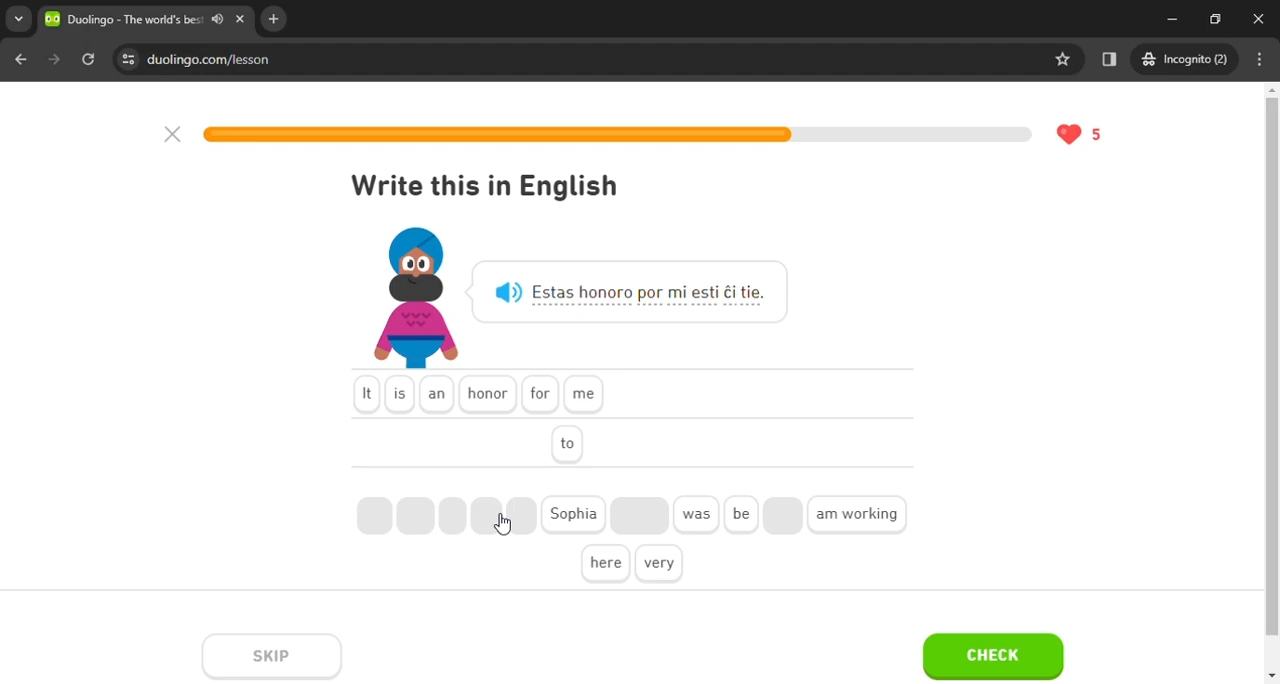 Duolingo - The world's bes
duolingo.com/lesson
Incognito (2)
5
Write this in English
Estas honoro por mi esti ĉi tie.
It is an honor for me
to
Sophia was be am working
here very
SKIP CHECK